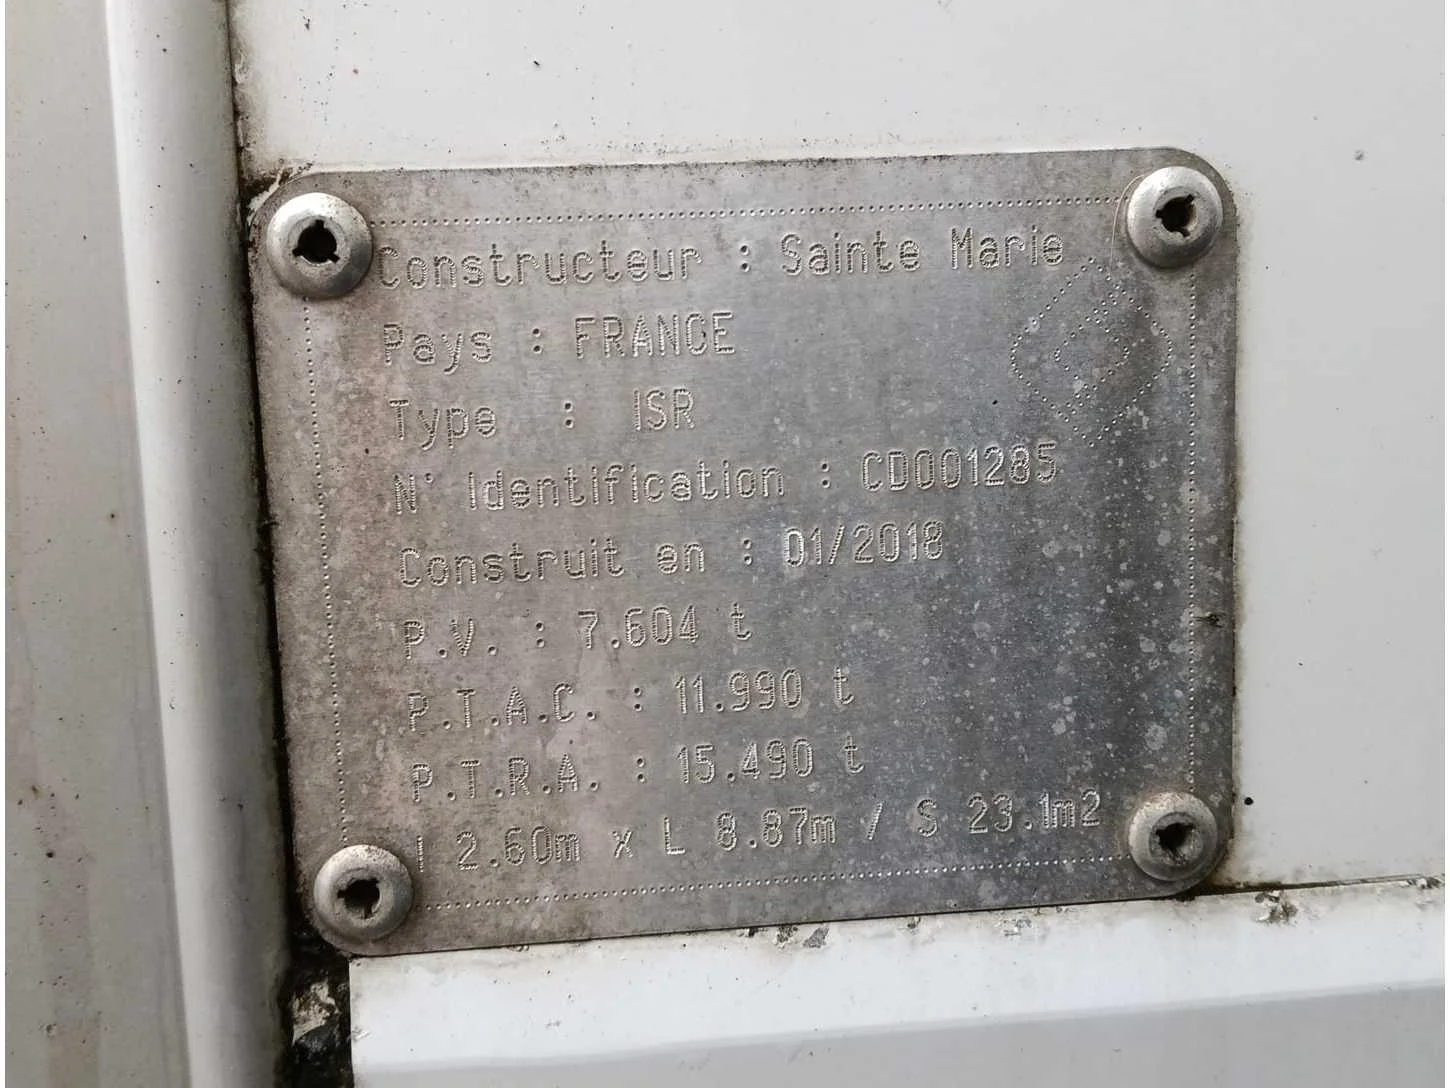 Constructeur : Sainte Marie
Pays : FRANCE
Type : ISR
N° Identification : CD001285
Construit en : 01/2018
P.V. : 7.604 t
P.T.A.C. : 11.990 t
P.T.R.A. : 15.490 t
l 2.60m x L 8.87m / S 23.1m2